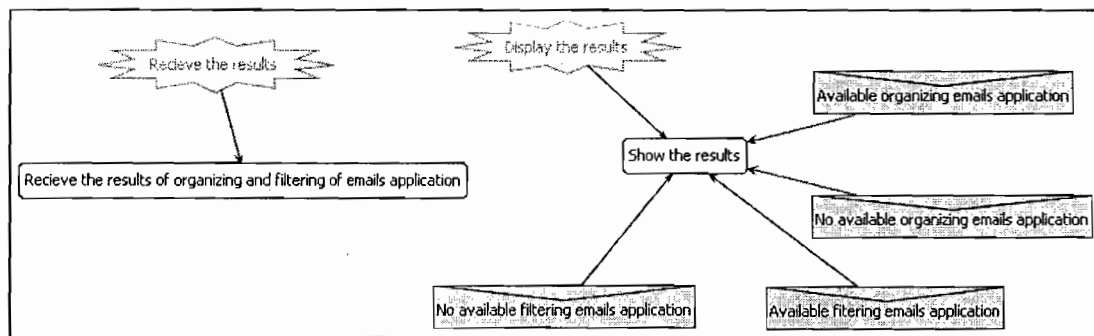 Recieve the results
Display the results
Available organizing emails application
Show the results
Recieve the results of organizing and filtering of emails application
No available organizing emails application
No available filtering emails application
Available filtering emails application